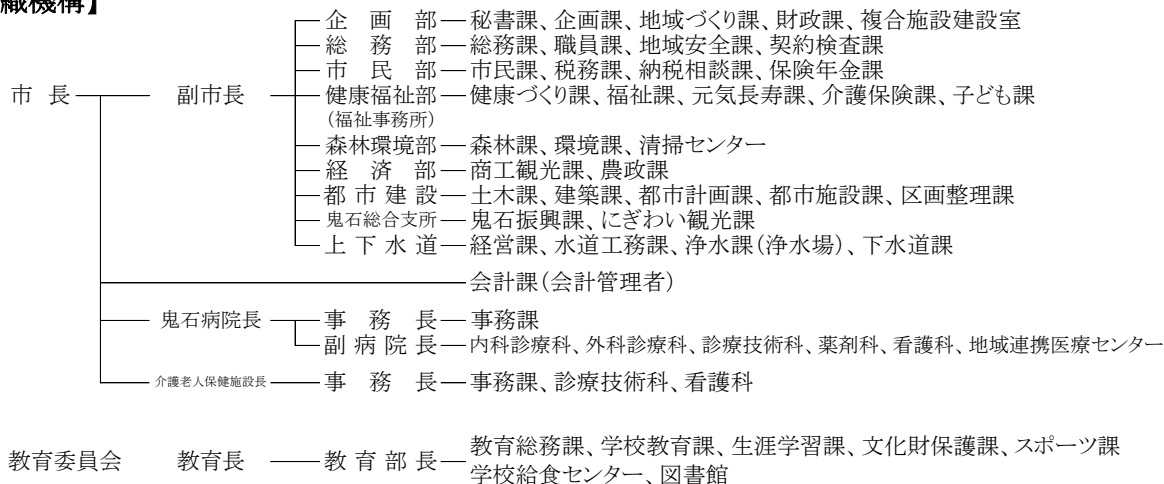 織機構】
企画部 秘書課、企画課、地域づくり課、財政課、複合施設建設室
総務部 総務課、職員課、地域安全課、契約検査課
市民部 市民課、税務課、納税相談課、保険年金課
市長 副市長 健康福祉部 健康づくり課、福祉課、元気長寿課、介護保険課、子ども課
(福祉事務所)
森林環境部 森林課、環境課、清掃センター
経済部 商工観光課、農政課
都市建設 土木課、建築課、都市計画課、都市施設課、区画整理課
鬼石総合支所 鬼石振興課、にぎわい観光課
上下水道 経営課、水道工務課、浄水課(浄水場)、下水道課
会計課(会計管理者)
鬼石病院長 事務長 事務課
副病院長 内科診療科、外科診療科、診療技術科、薬剤科、看護科、地域連携医療センター
介護老人保健施設長 事務長 事務課、診療技術科、看護科
教育委員会 教育長 教育部長 教育総務課、学校教育課、生涯学習課、文化財保護課、スポーツ課
学校給食センター、図書館